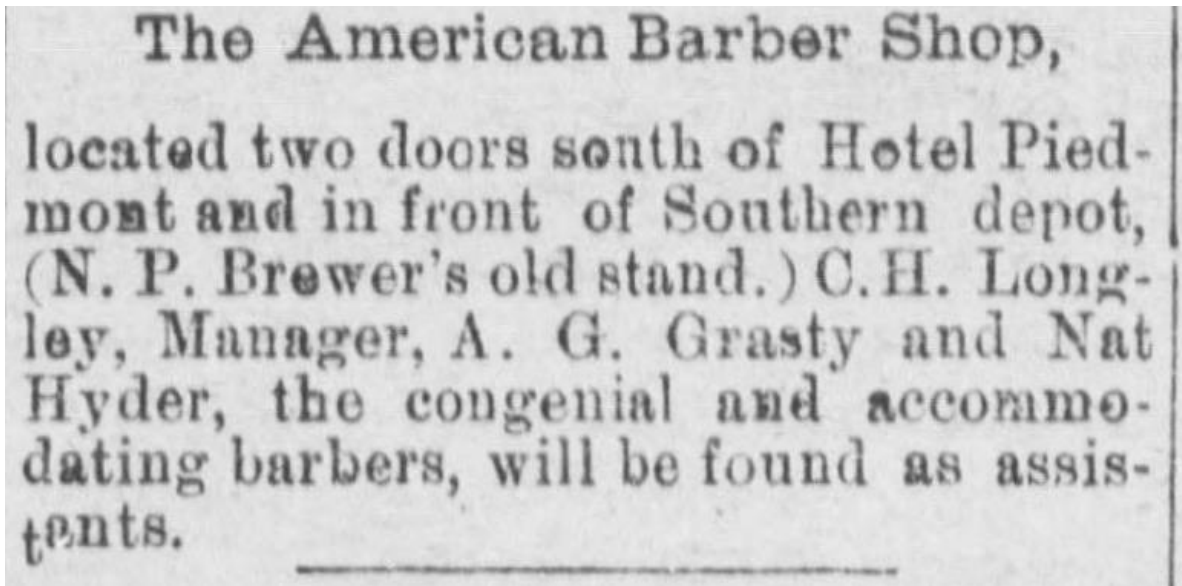 The American Barber Shop,
located two doors south of Hotel Pied-
mont and in front of Southern depot,
(N. P. Brewer's old stand.) C. H. Long-
ley, Manager, A. G. Grasty and Nat
Hyder, the congenial and accommo-
dating barbers, will be found as assis-
tants.